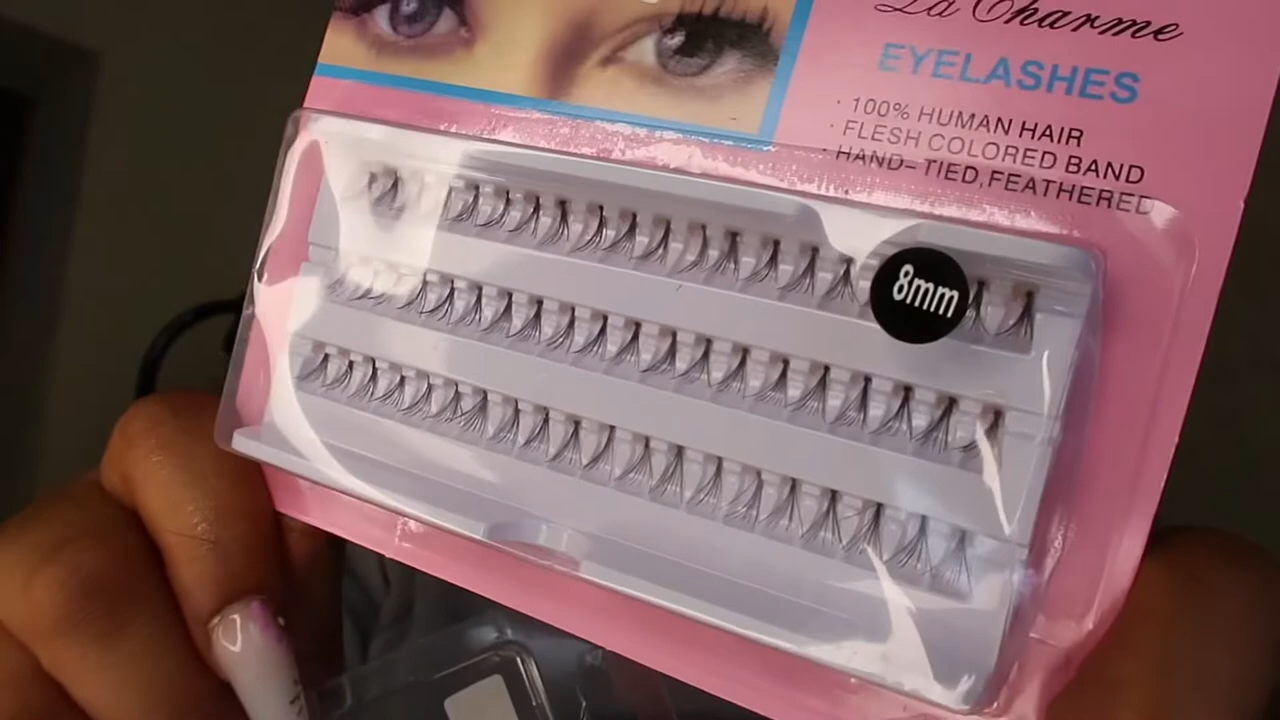 La Charme
EYELASHES
· 100% HUMAN HAIR
· FLESH COLORED BAND
· HAND-TIED,FEATHERED
8mm